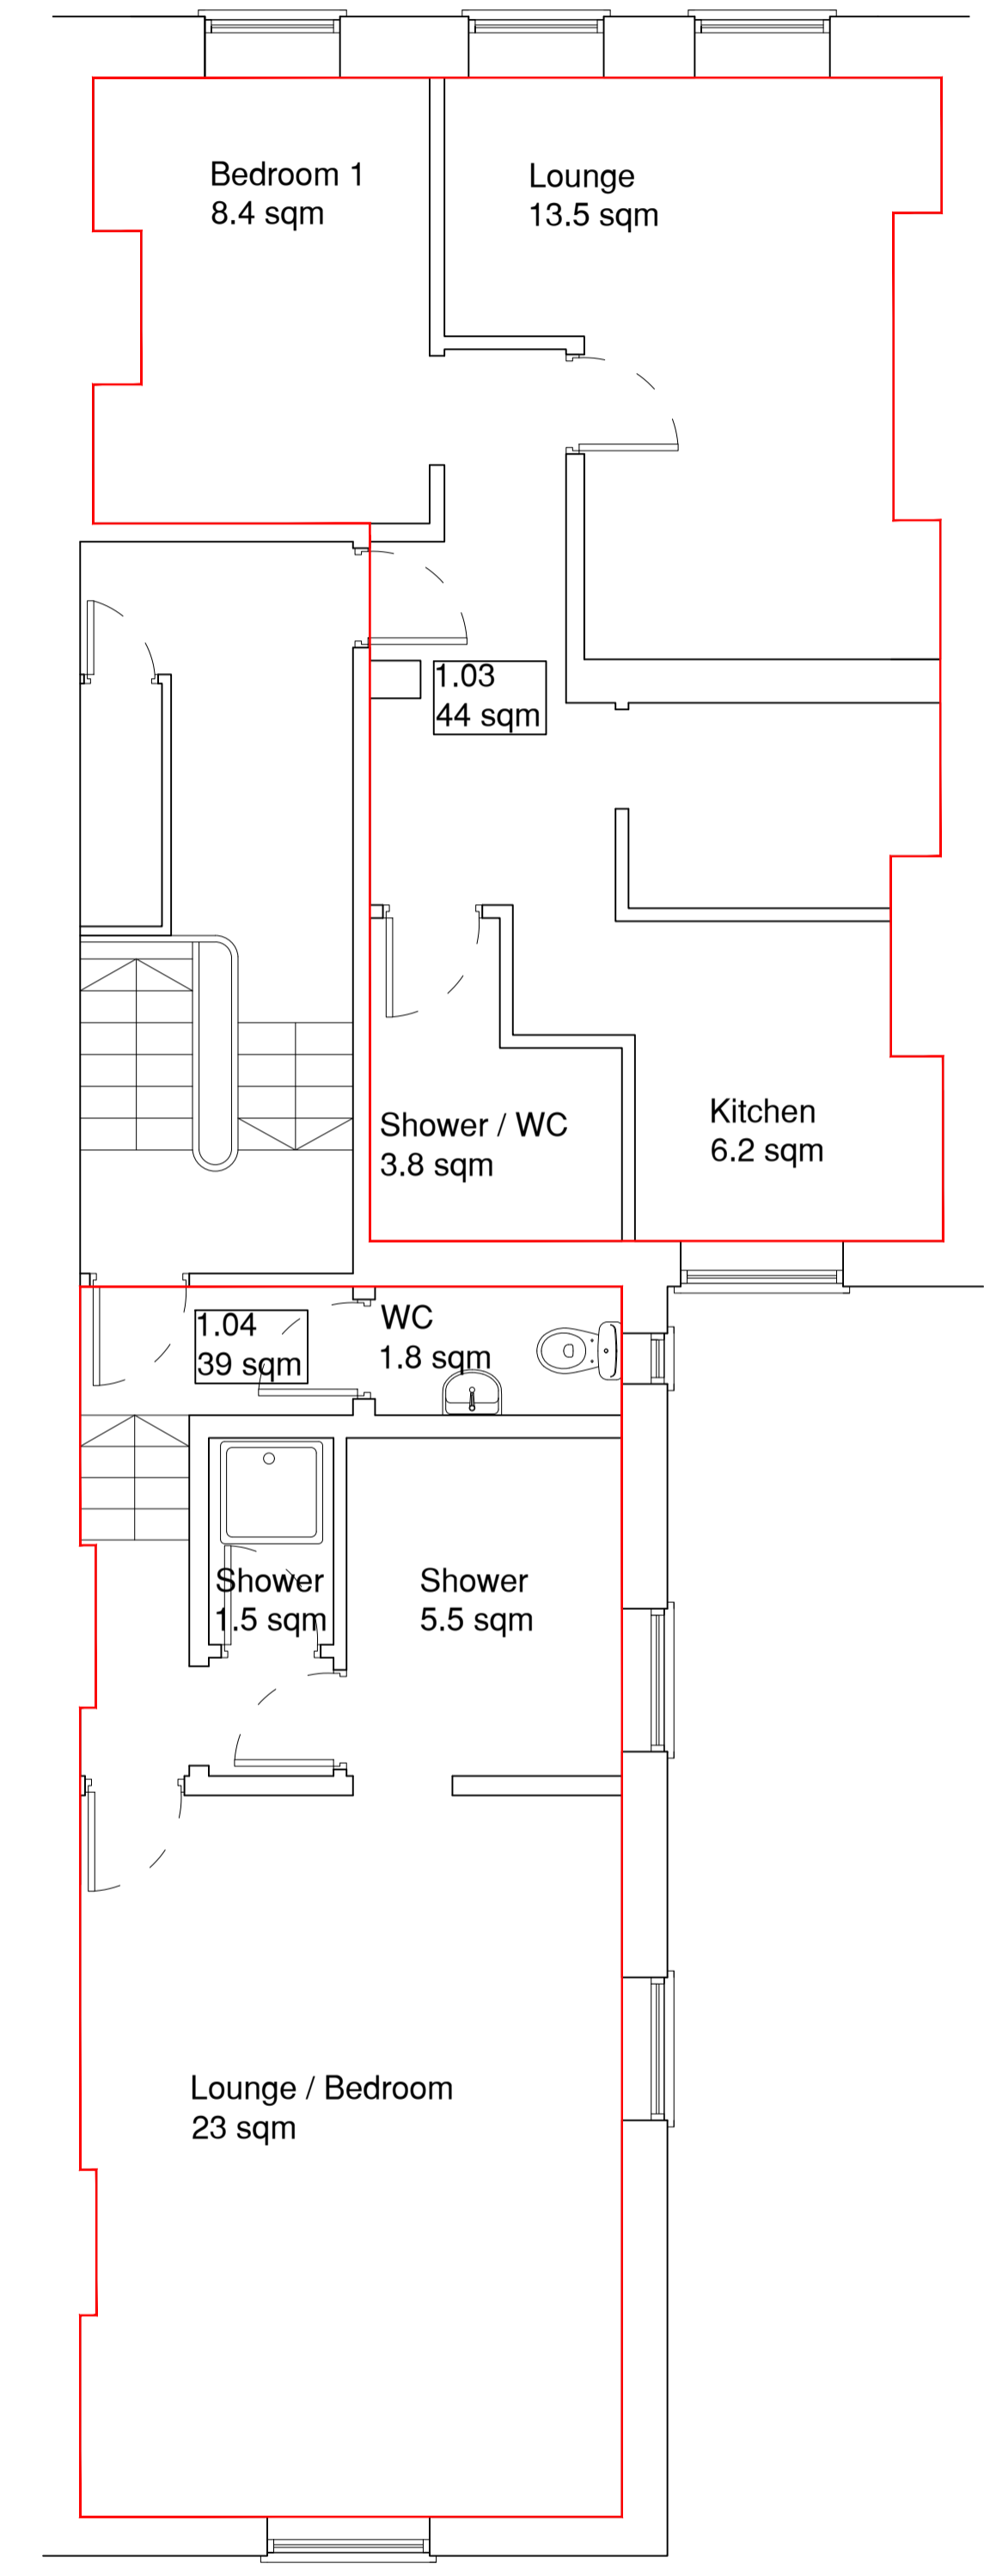 Bedroom 1
8.4 sqm
Lounge
13.5 sqm
1.03
44 sqm
Shower / WC
3.8 sqm
Kitchen
6.2 sqm
1.04
39 sqm
WC
1.8 sqm
Shower
1.5 sqm
Shower
5.5 sqm
Lounge / Bedroom
23 sqm